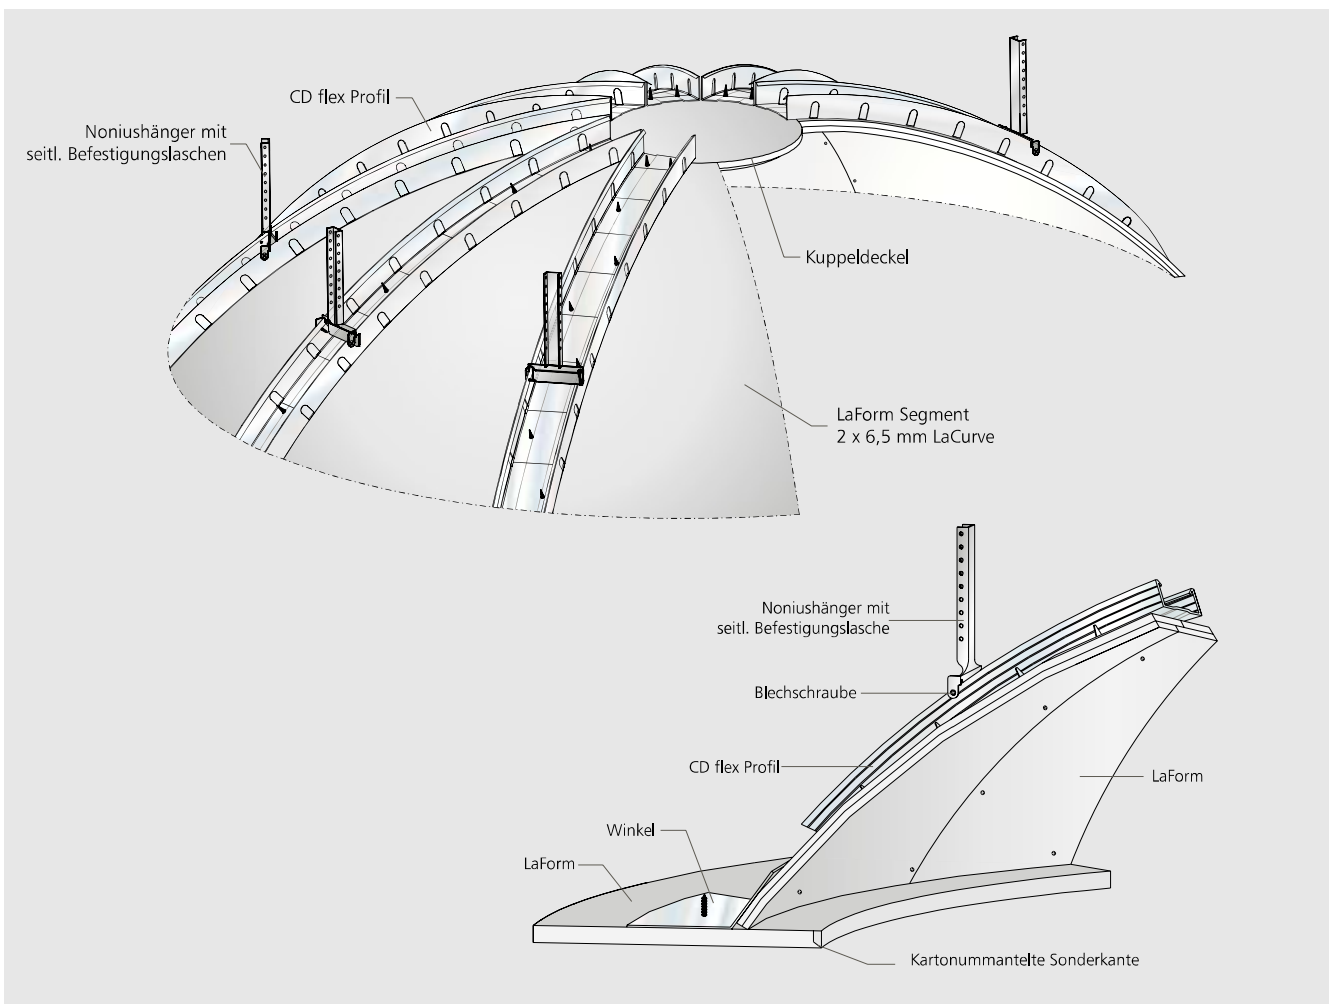 CD flex Profil
Noniushänger mit
seitl. Befestigungslaschen
Kuppeldeckel
LaForm Segment
2 x 6,5 mm LaCurve
Noniushänger mit
seitl. Befestigungslasche
Blechschraube
CD flex Profil
LaForm
Winkel
LaForm
Kartonummantelte Sonderkante